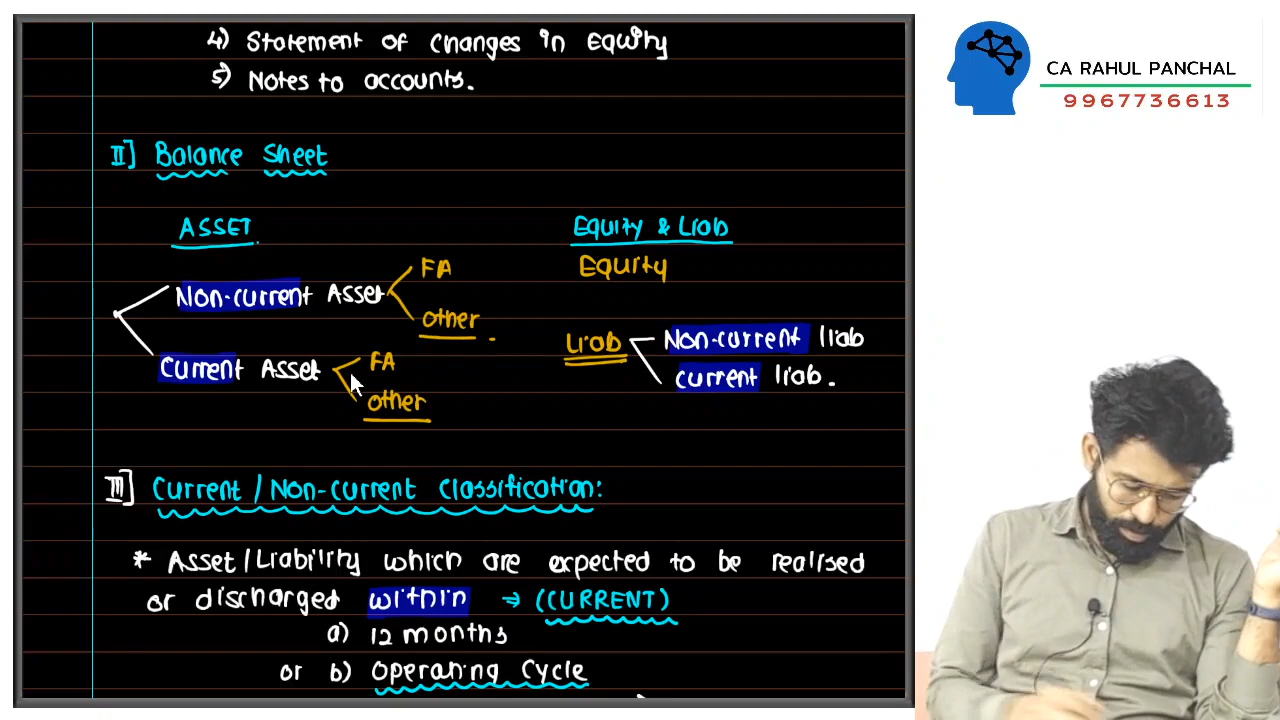 4) Statement of changes in Equity
5) Notes to accounts.
CA RAHUL PANCHAL
9967736613
II] Balance Sheet
ASSET
Non-current Asset
FA
other
Current Asset
FA
other
Equity & Liab
Equity
Liab
Non-current liab
current liab.
III] Current / Non-current Classification:
* Asset/Liability which are expected to be realised
or discharged within → (CURRENT)
a) 12 months
or b) Operating Cycle